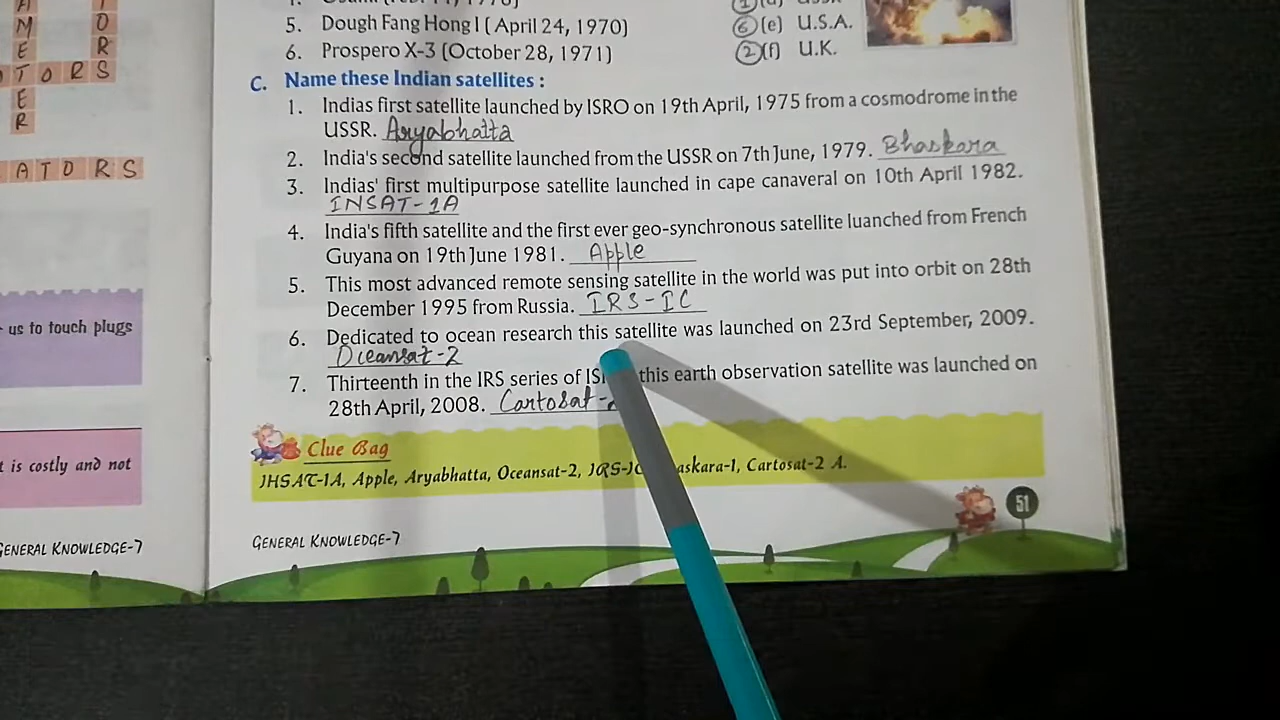 A
M
E
T O R S
E
R
O
R
A T O R S
us to touch plugs
t is costly and not
GENERAL KNOWLEDGE-7
5. Dough Fang Hong I ( April 24, 1970)
6. Prospero X-3 (October 28, 1971)
6 (e) U.S.A.
2 (f) U.K.
C. Name these Indian satellites :
1. Indias first satellite launched by ISRO on 19th April, 1975 from a cosmodrome in the
USSR. Aryabhatta
2. India's second satellite launched from the USSR on 7th June, 1979. Bhaskara
3. Indias' first multipurpose satellite launched in cape canaveral on 10th April 1982.
INSAT-1A
4. India's fifth satellite and the first ever geo-synchronous satellite luanched from French
Guyana on 19th June 1981. Apple
5. This most advanced remote sensing satellite in the world was put into orbit on 28th
December 1995 from Russia. IRS-IC
6. Dedicated to ocean research this satellite was launched on 23rd September, 2009.
Oceansat-2
7. Thirteenth in the IRS series of this earth observation satellite was launched on
28th April, 2008. Cartosat-
Clue Bag
JHSAT-1A, Apple, Aryabhatta, Oceansat-2, askara-1, Cartosat-2 A.
51
GENERAL KNOWLEDGE-7